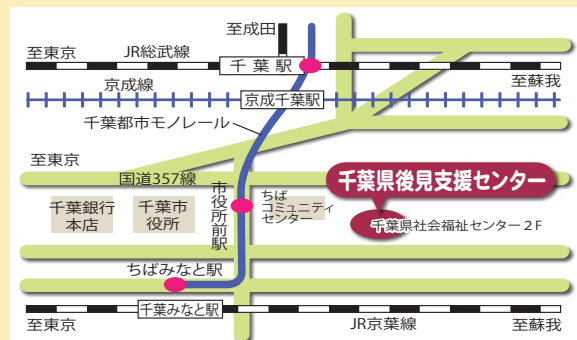 至成田
至東京
JR総武線
千葉駅
至蘇我
京成線
京成千葉駅
千葉都市モノレール
至東京
国道357線
千葉県後見支援センター
千葉銀行
本店
千葉市
役所
市役所前駅
ちば
コミュニティ
センター
千葉県社会福祉センター2F
ちばみなと駅
千葉みなと駅
至東京
JR京葉線
至蘇我